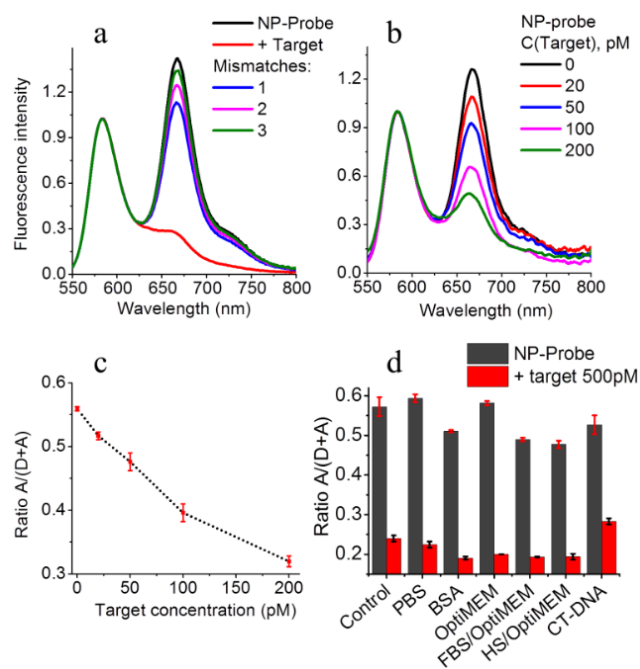 a
NP-Probe
+ Target
Mismatches:
1
2
3
Fluorescence intensity
1.2
0.9
0.6
0.3
0.0
550 600 650 700 750 800
Wavelength (nm)
b
NP-probe
C(Target), pM
0
20
50
100
200
1.2
0.9
0.6
0.3
0.0
550 600 650 700 750 800
Wavelength (nm)
c
Ratio A/(D+A)
0.6
0.5
0.4
0.3
0 50 100 150 200
Target concentration (pM)
d
NP-Probe
+ target 500pM
Ratio A/(D+A)
0.6
0.5
0.3
0.2
Control
PBS
BSA
OptiMEM
FBS/OptiMEM
HS/OptiMEM
CT-DNA